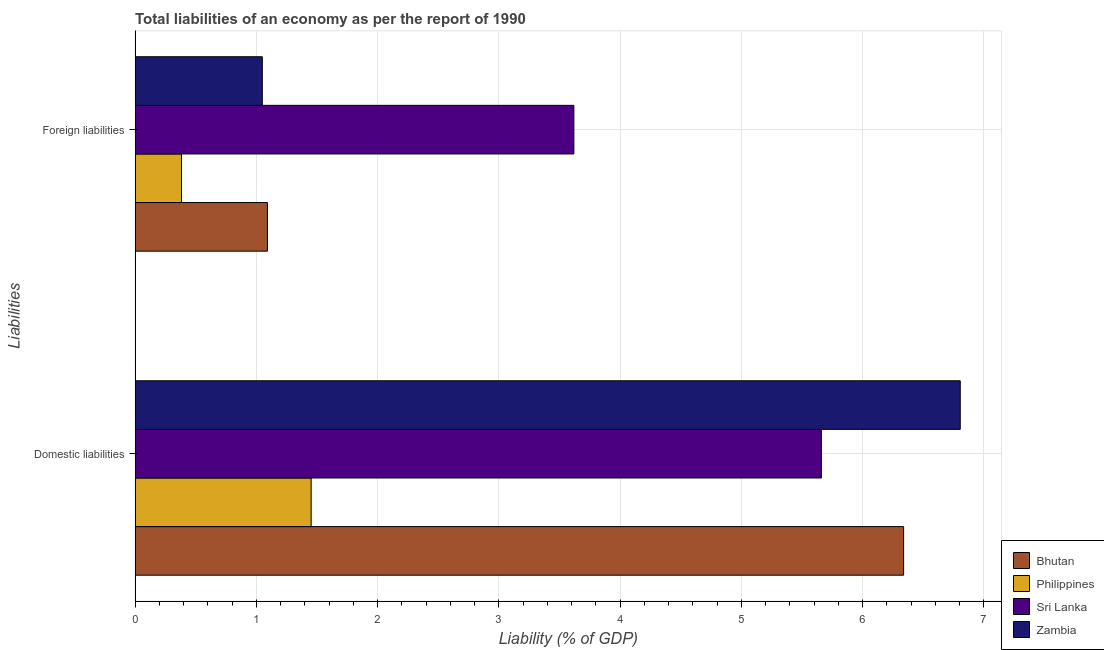 Total liabilities of an economy as per the report of 1990
Foreign liabilities
Domestic liabilities
Liabilities
0 1 2 3 4 5 6 7
Liability (% of GDP)
Bhutan
Philippines
Sri Lanka
Zambia